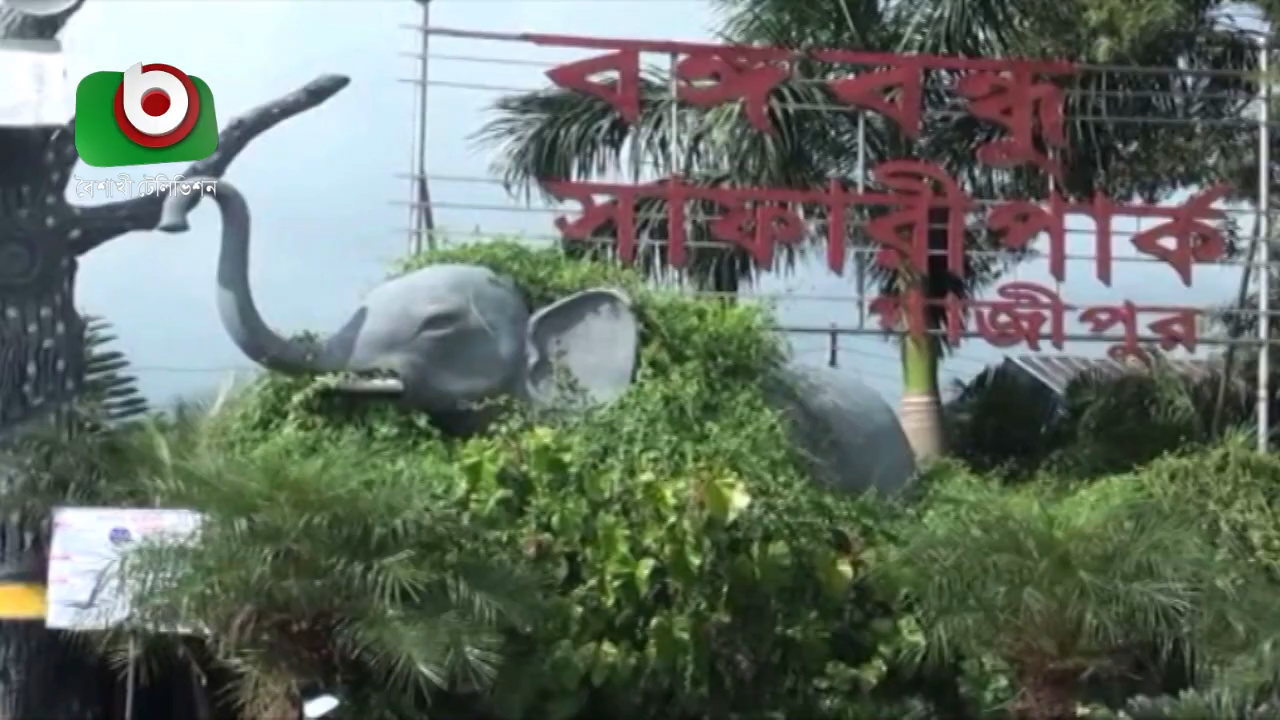 বৈশাখী টেলিভিশন
বঙ্গবন্ধু
সাফারী পার্ক
গাজীপুর